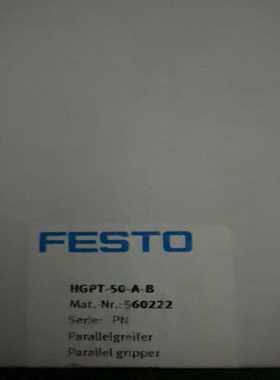 FESTO
HGPT-50-A-B
Mat.-Nr.: 560222
Serie: PN
Parallelgreifer
Parallel gripper